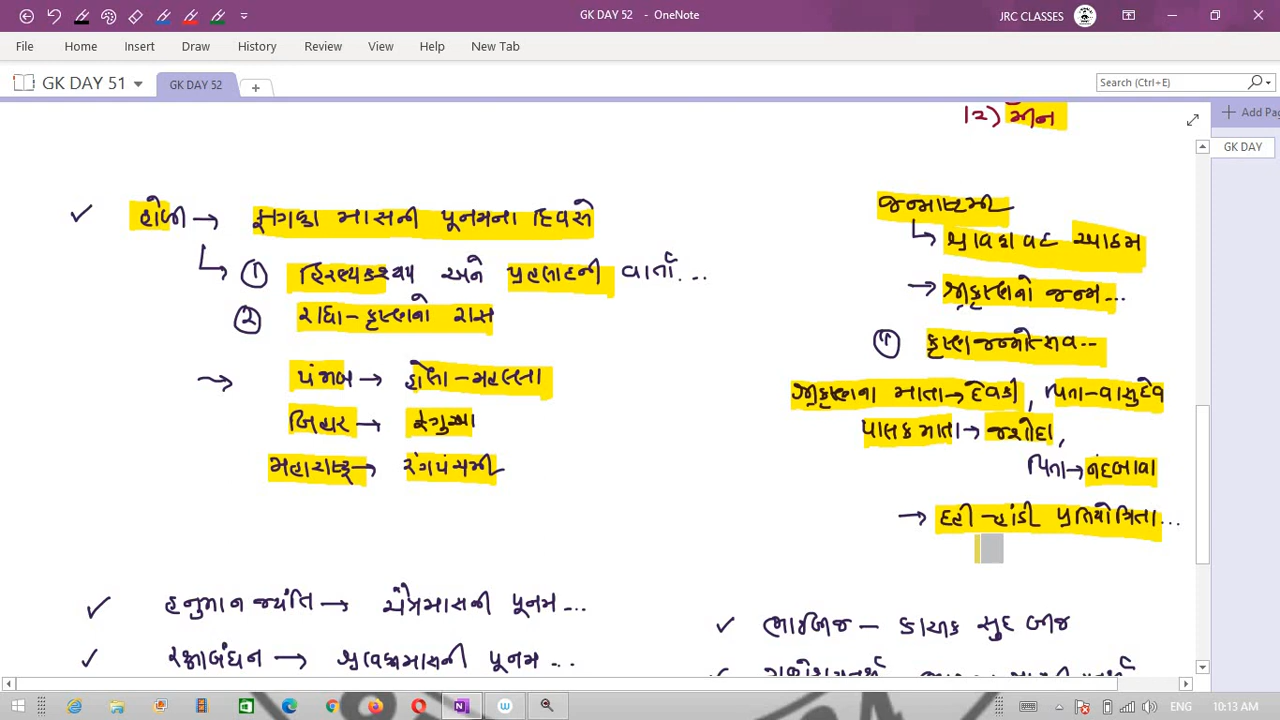 GK DAY 52 - OneNote
JRC CLASSES
File Home Insert Draw History Review View Help New Tab
GK DAY 51
GK DAY 52
Search (Ctrl+E)
Add Pag
GK DAY
૧૨) મીન
હોળી → ફાગણ માસની પૂનમના દિવસે
① હિરણ્યકશ્યપ અને પ્રહલાદની વાર્તા...
② રાધા-કૃષ્ણનો રાસ
→ પંજાબ → હોલા-મહલ્લા
બિહાર → ફગુઆ
મહારાષ્ટ્ર → રંગપંચમી
જન્માષ્ટમી
શ્રાવણ વદ આઠમ
→ શ્રીકૃષ્ણનો જન્મ...
કૃષ્ણજન્મોત્સવ...
શ્રીકૃષ્ણના માતા → દેવકી, પિતા-વાસુદેવ
પાલક માતા → જશોદા,
પિતા → નંદબાવા
→ દહી-હાંડી પ્રતિયોગિતા...
હનુમાન જયંતિ → ચૈત્રમાસની પૂનમ...
રક્ષાબંધન → શ્રાવણમાસની પૂનમ...
ભાઈબીજ - કારતક સુદ બીજ
ENG 10:13 AM